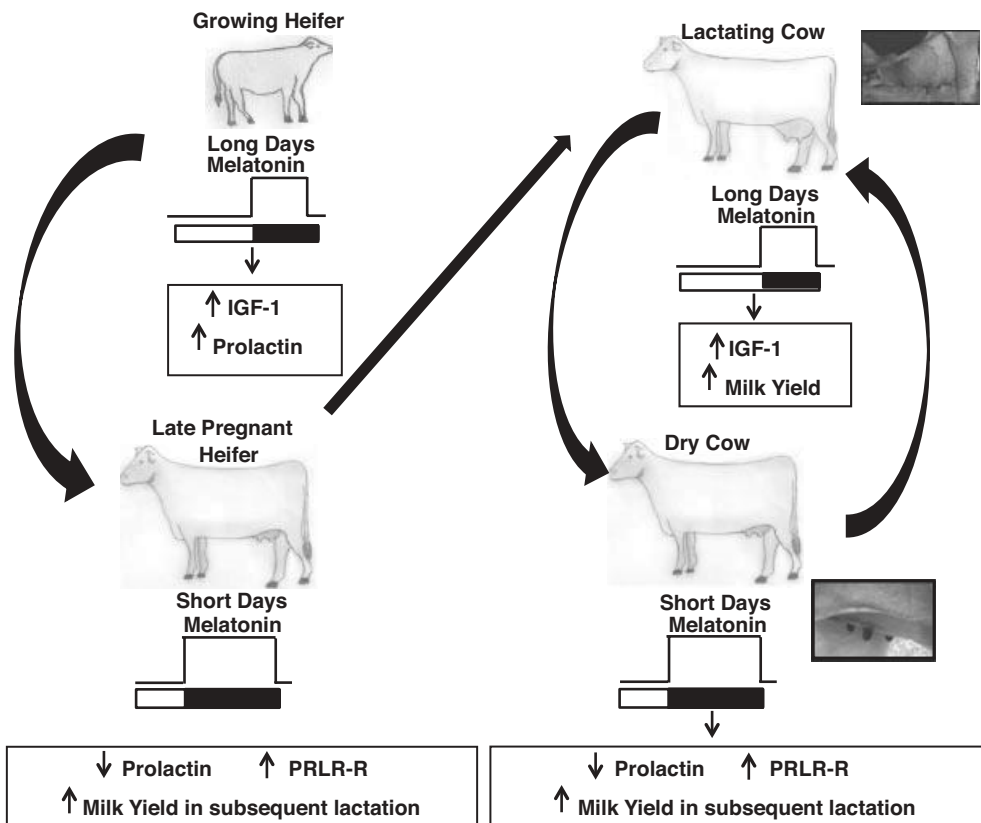 Growing Heifer
Long Days
Melatonin
↑ IGF-1
↑ Prolactin
Late Pregnant
Heifer
Short Days
Melatonin
↓ Prolactin ↑ PRLR-R
↑ Milk Yield in subsequent lactation
Lactating Cow
Long Days
Melatonin
↑ IGF-1
↑ Milk Yield
Dry Cow
Short Days
Melatonin
↓ Prolactin ↑ PRLR-R
↑ Milk Yield in subsequent lactation